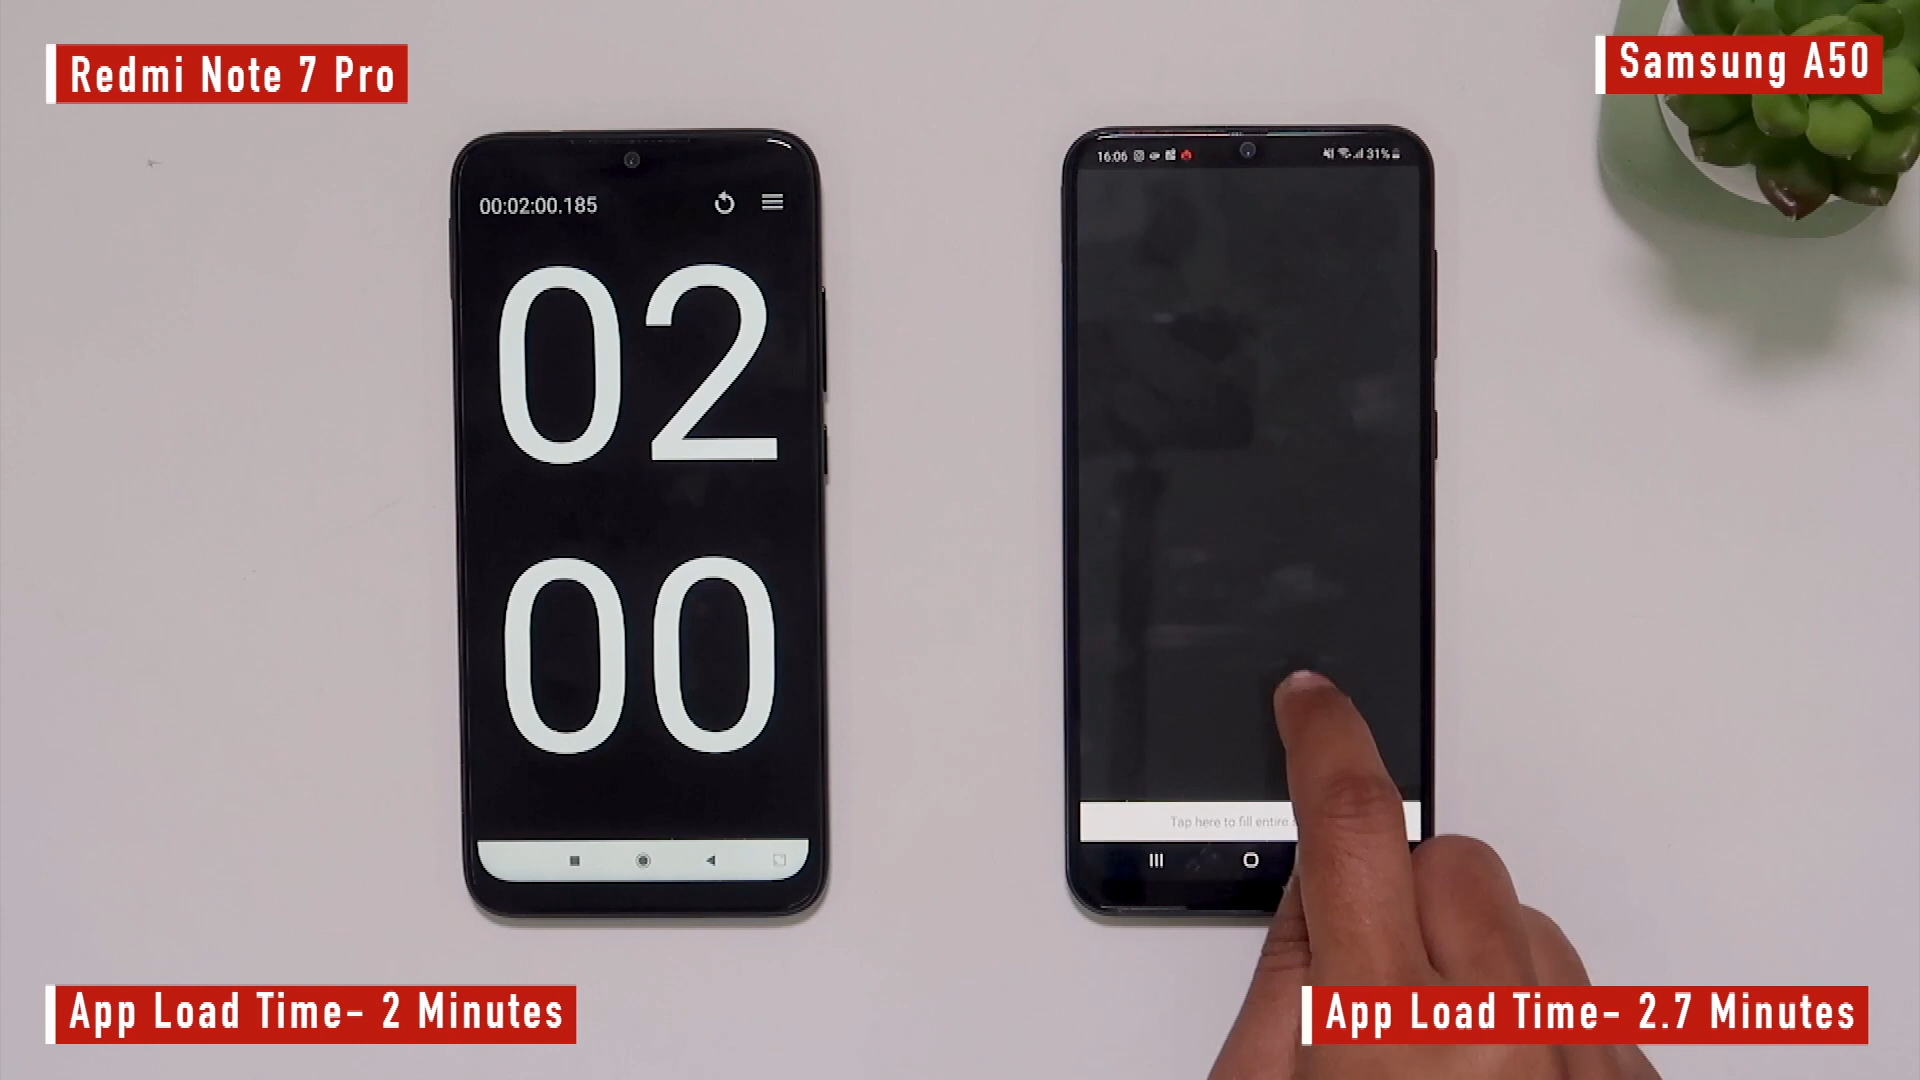 Redmi Note 7 Pro
Samsung A50
00:02:00.185
02
00
16:06
31%
Tap here to fill entire
App Load Time- 2 Minutes
App Load Time- 2.7 Minutes